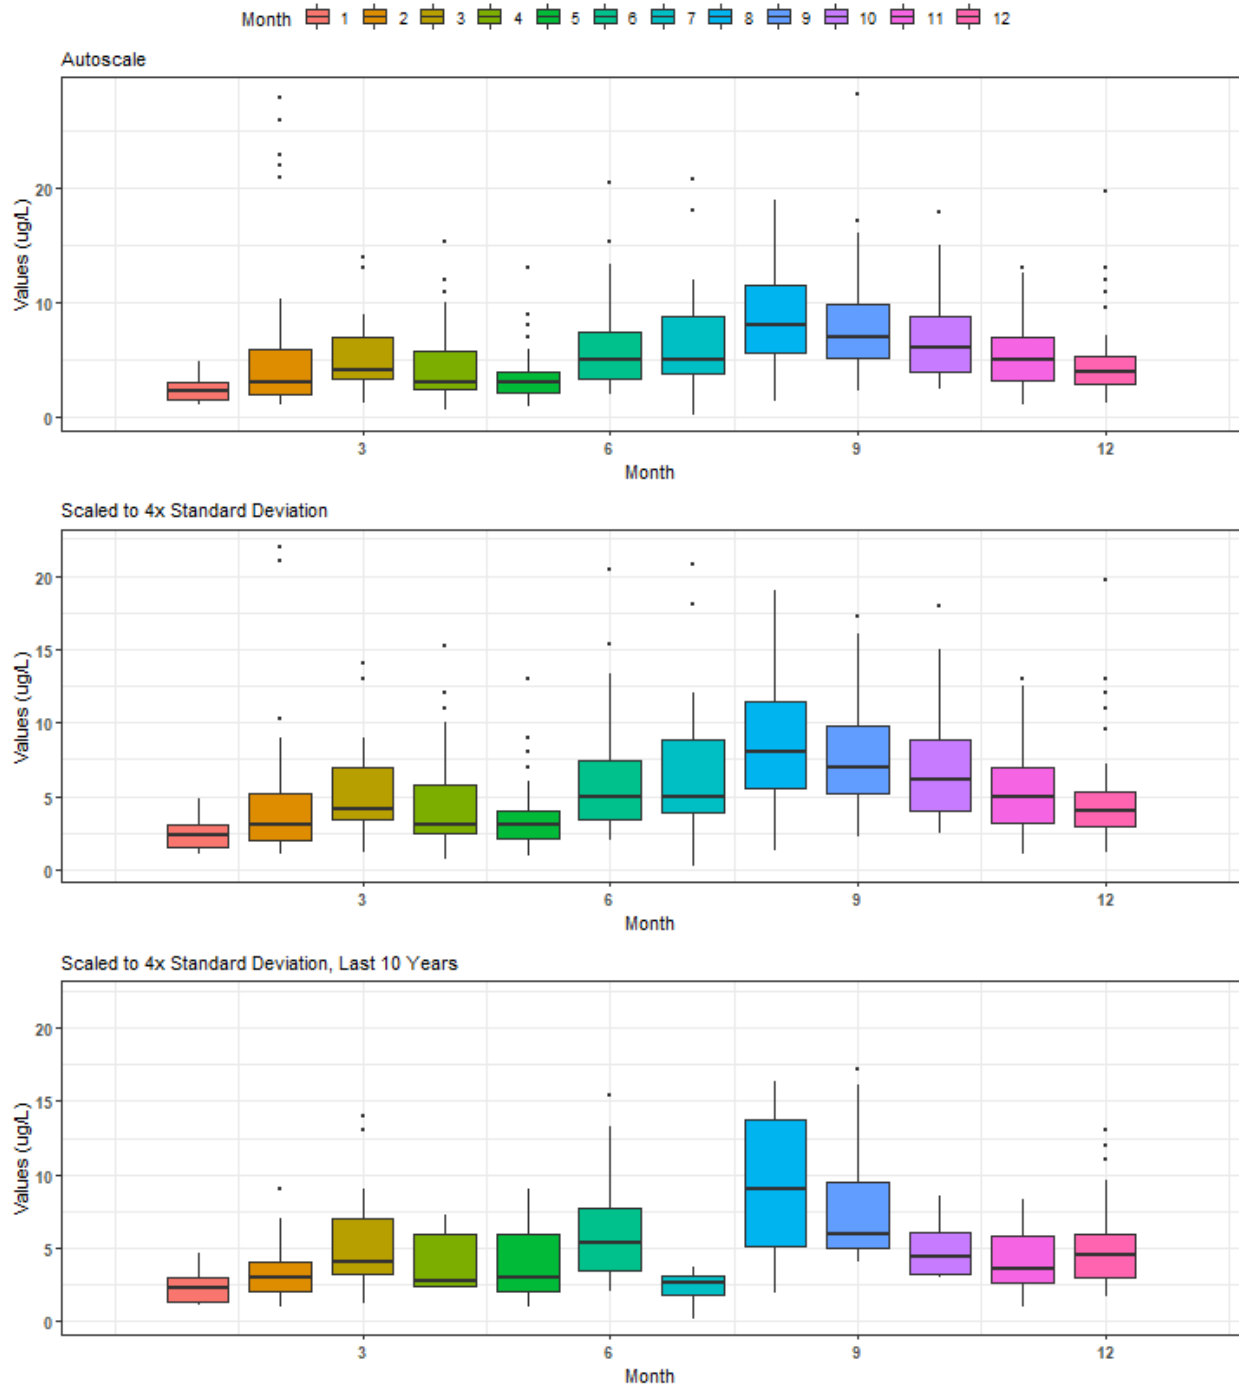 Month 1 2 3 4 5 6 7 8 9 10 11 12
Autoscale
Values (ug/L)
20
10
0
3 6 9 12
Month
Scaled to 4x Standard Deviation
Values (ug/L)
20
15
10
5
0
3 6 9 12
Month
Scaled to 4x Standard Deviation, Last 10 Years
Values (ug/L)
20
15
10
5
0
3 6 9 12
Month